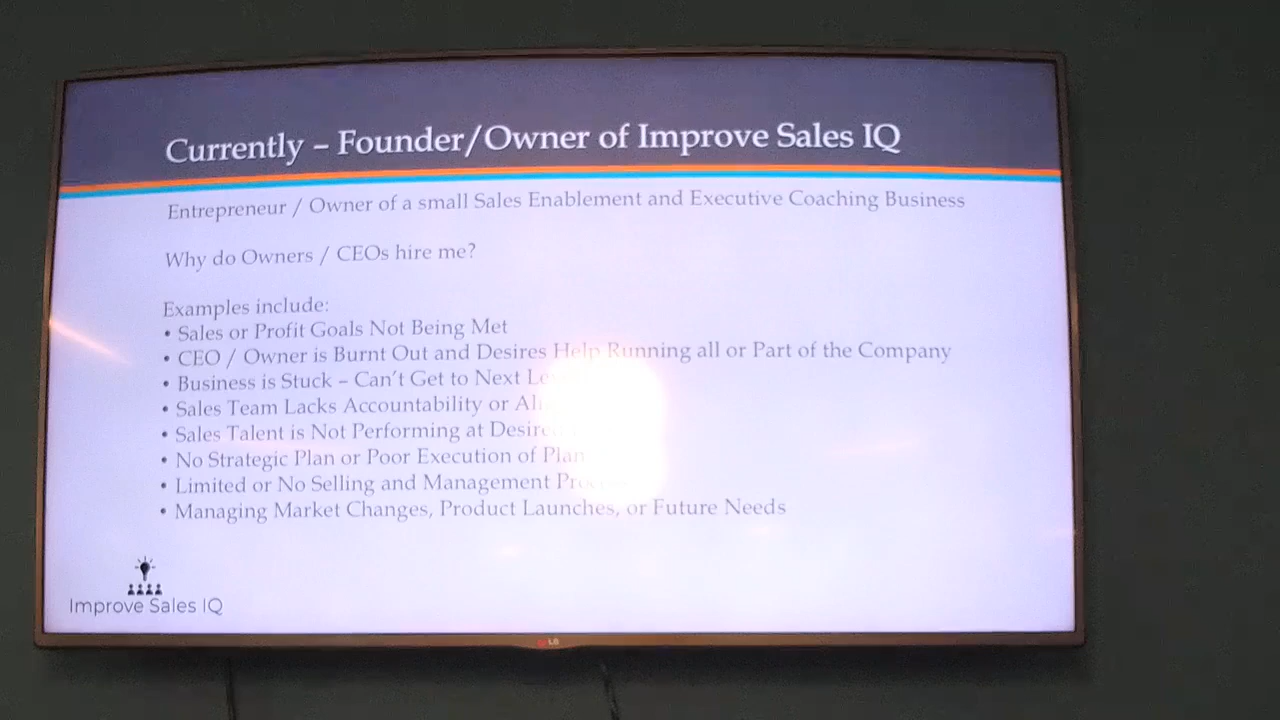 Currently – Founder/Owner of Improve Sales IQ
Entrepreneur / Owner of a small Sales Enablement and Executive Coaching Business
Why do Owners / CEOs hire me?
Examples include:
• Sales or Profit Goals Not Being Met
• CEO / Owner is Burnt Out and Desires Help Running all or Part of the Company
• Business is Stuck – Can't Get to Next
• Sales Team Lacks Accountability or
• Sales Talent is Not Performing at
• No Strategic Plan or Poor Execution of Plan
• Limited or No Selling and Management
• Managing Market Changes, Product Launches, or Future Needs
Improve Sales IQ
LG